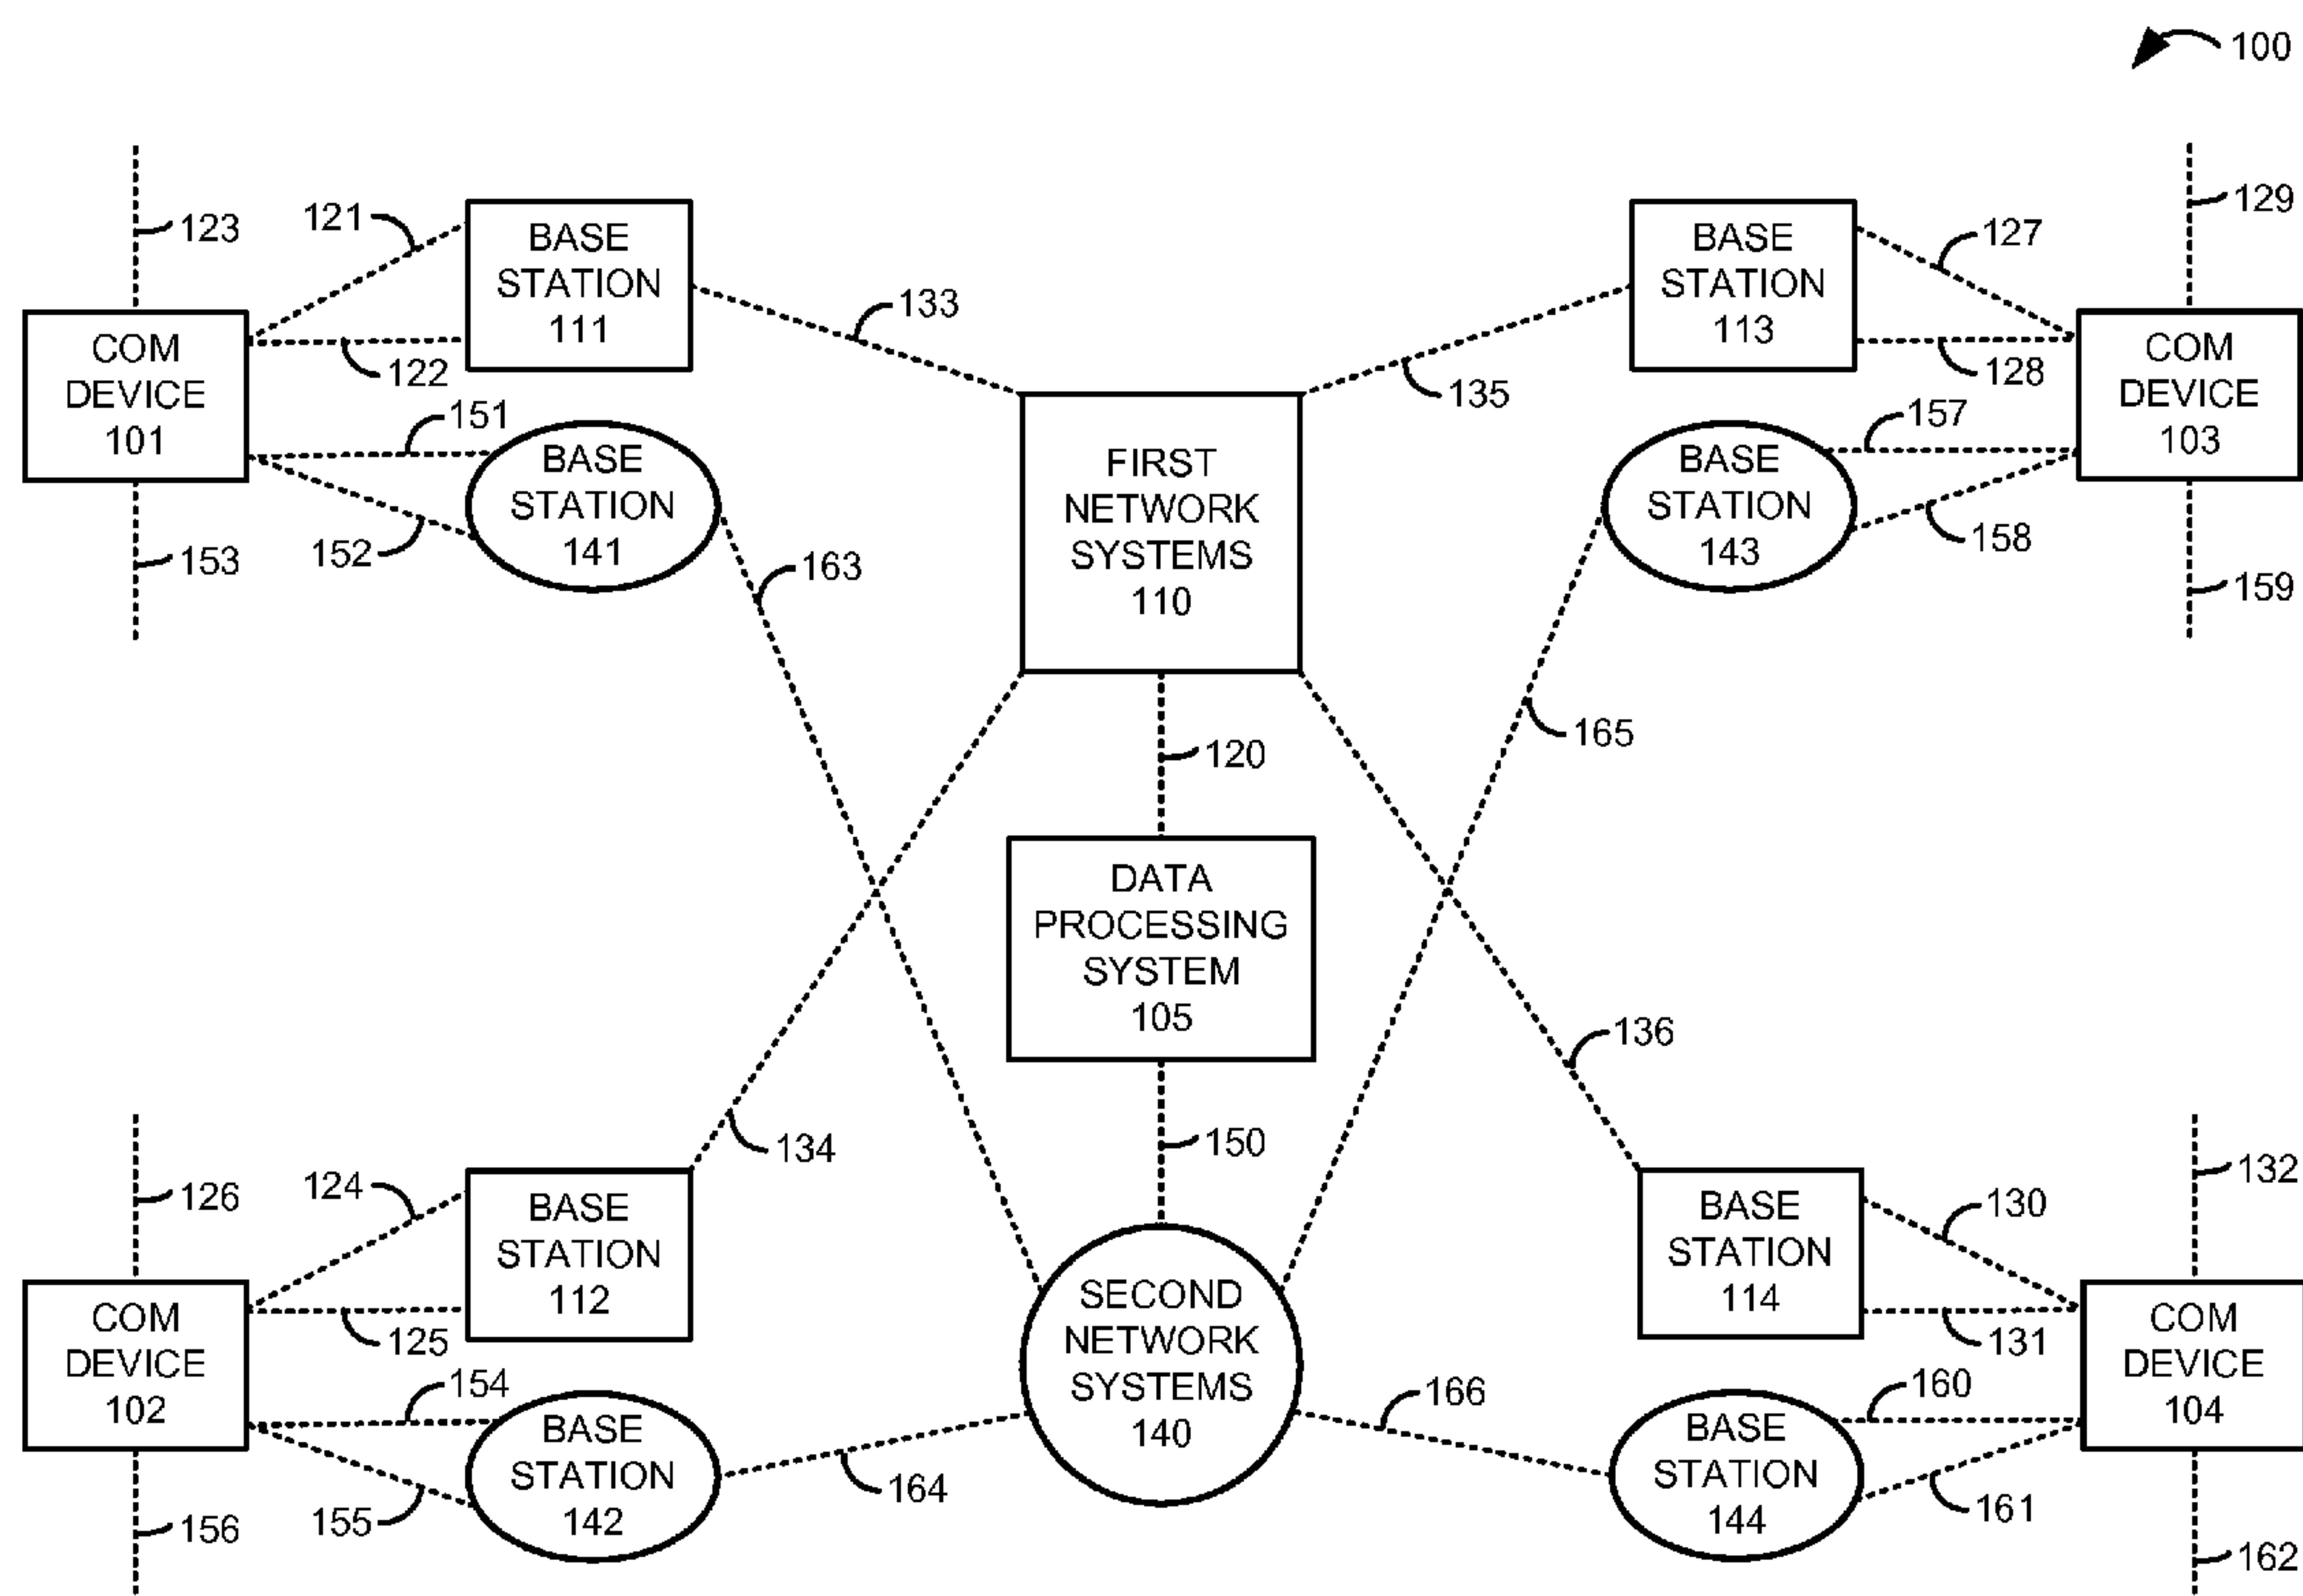 100
123
121
BASE
STATION
111
133
BASE
STATION
113
127
129
COM
DEVICE
101
122
135
128
COM
DEVICE
103
151
BASE
STATION
141
FIRST
NETWORK
SYSTEMS
110
157
BASE
STATION
143
153
152
163
158
159
120
165
DATA
PROCESSING
SYSTEM
105
136
134
150
126
124
BASE
STATION
112
BASE
STATION
114
130
132
COM
DEVICE
102
125
SECOND
NETWORK
SYSTEMS
140
131
COM
DEVICE
104
154
166
160
BASE
STATION
142
BASE
STATION
144
156
155
164
161
162